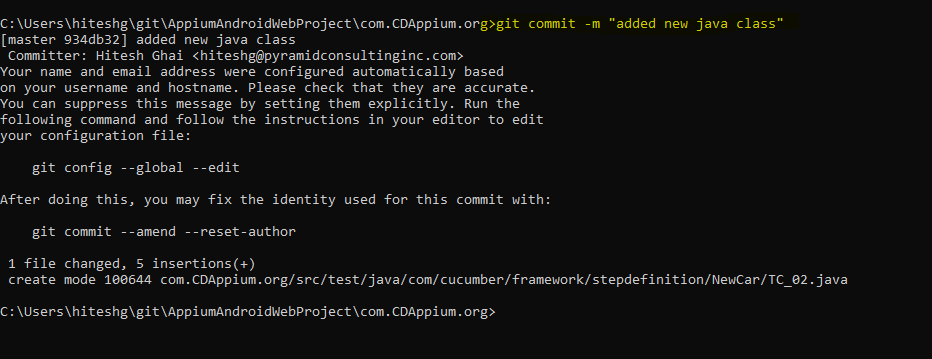 C:\Users\hiteshg\git\AppiumAndroidWebProject\com.CDAppium.org>git commit -m "added new java class"
[master 934db32] added new java class
 Committer: Hitesh Ghai <hiteshg@pyramidconsultinginc.com>
Your name and email address were configured automatically based
on your username and hostname. Please check that they are accurate.
You can suppress this message by setting them explicitly. Run the
following command and follow the instructions in your editor to edit
your configuration file:

    git config --global --edit

After doing this, you may fix the identity used for this commit with:

    git commit --amend --reset-author

 1 file changed, 5 insertions(+)
 create mode 100644 com.CDAppium.org/src/test/java/com/cucumber/framework/stepdefinition/NewCar/TC_02.java

C:\Users\hiteshg\git\AppiumAndroidWebProject\com.CDAppium.org>